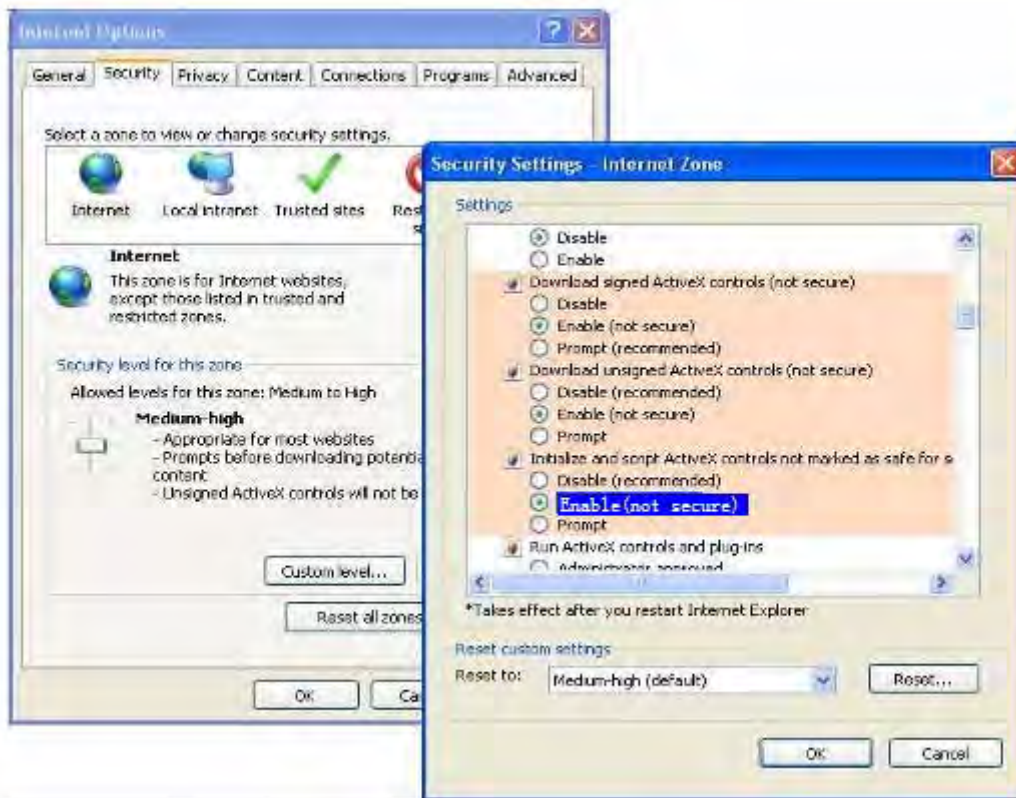 Internet Options
General Security Privacy Content Connections Programs Advanced
Select a zone to view or change security settings.
Internet Local intranet Trusted sites
Internet
This zone is for Internet websites,
except those listed in trusted and
restricted zones.
Security level for this zone
Allowed levels for this zone: Medium to High
Medium-high
- Appropriate for most websites
- Prompts before downloading
content
- Unsigned ActiveX controls will not be
Custom level...
Reset all zones
OK
Security Settings - Internet Zone
Settings
Disable
Enable
Download signed ActiveX controls (not secure)
Disable
Enable (not secure)
Prompt (recommended)
Download unsigned ActiveX controls (not secure)
Disable (recommended)
Enable (not secure)
Prompt
Initialize and script ActiveX controls not marked as safe for s
Disable (recommended)
Enable(not secure)
Prompt
Run ActiveX controls and plug-ins
Administrator approved
*Takes effect after you restart Internet Explorer
Reset custom settings
Reset to: Medium-high (default) Reset...
OK Cancel